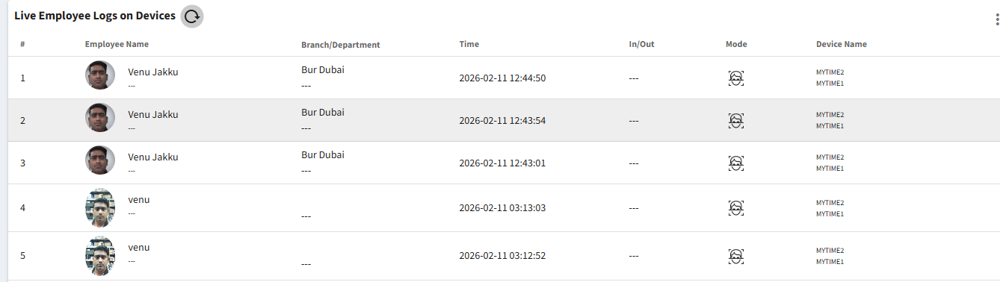 Live Employee Logs on Devices
# Employee Name Branch/Department Time In/Out Mode Device Name
1 Venu Jakku Bur Dubai 2026-02-11 12:44:50 --- MYTIME2
--- --- MYTIME1
2 Venu Jakku Bur Dubai 2026-02-11 12:43:54 --- MYTIME2
--- --- MYTIME1
3 Venu Jakku Bur Dubai 2026-02-11 12:43:01 --- MYTIME2
--- --- MYTIME1
4 venu 2026-02-11 03:13:03 --- MYTIME2
--- --- MYTIME1
5 venu 2026-02-11 03:12:52 --- MYTIME2
--- --- MYTIME1